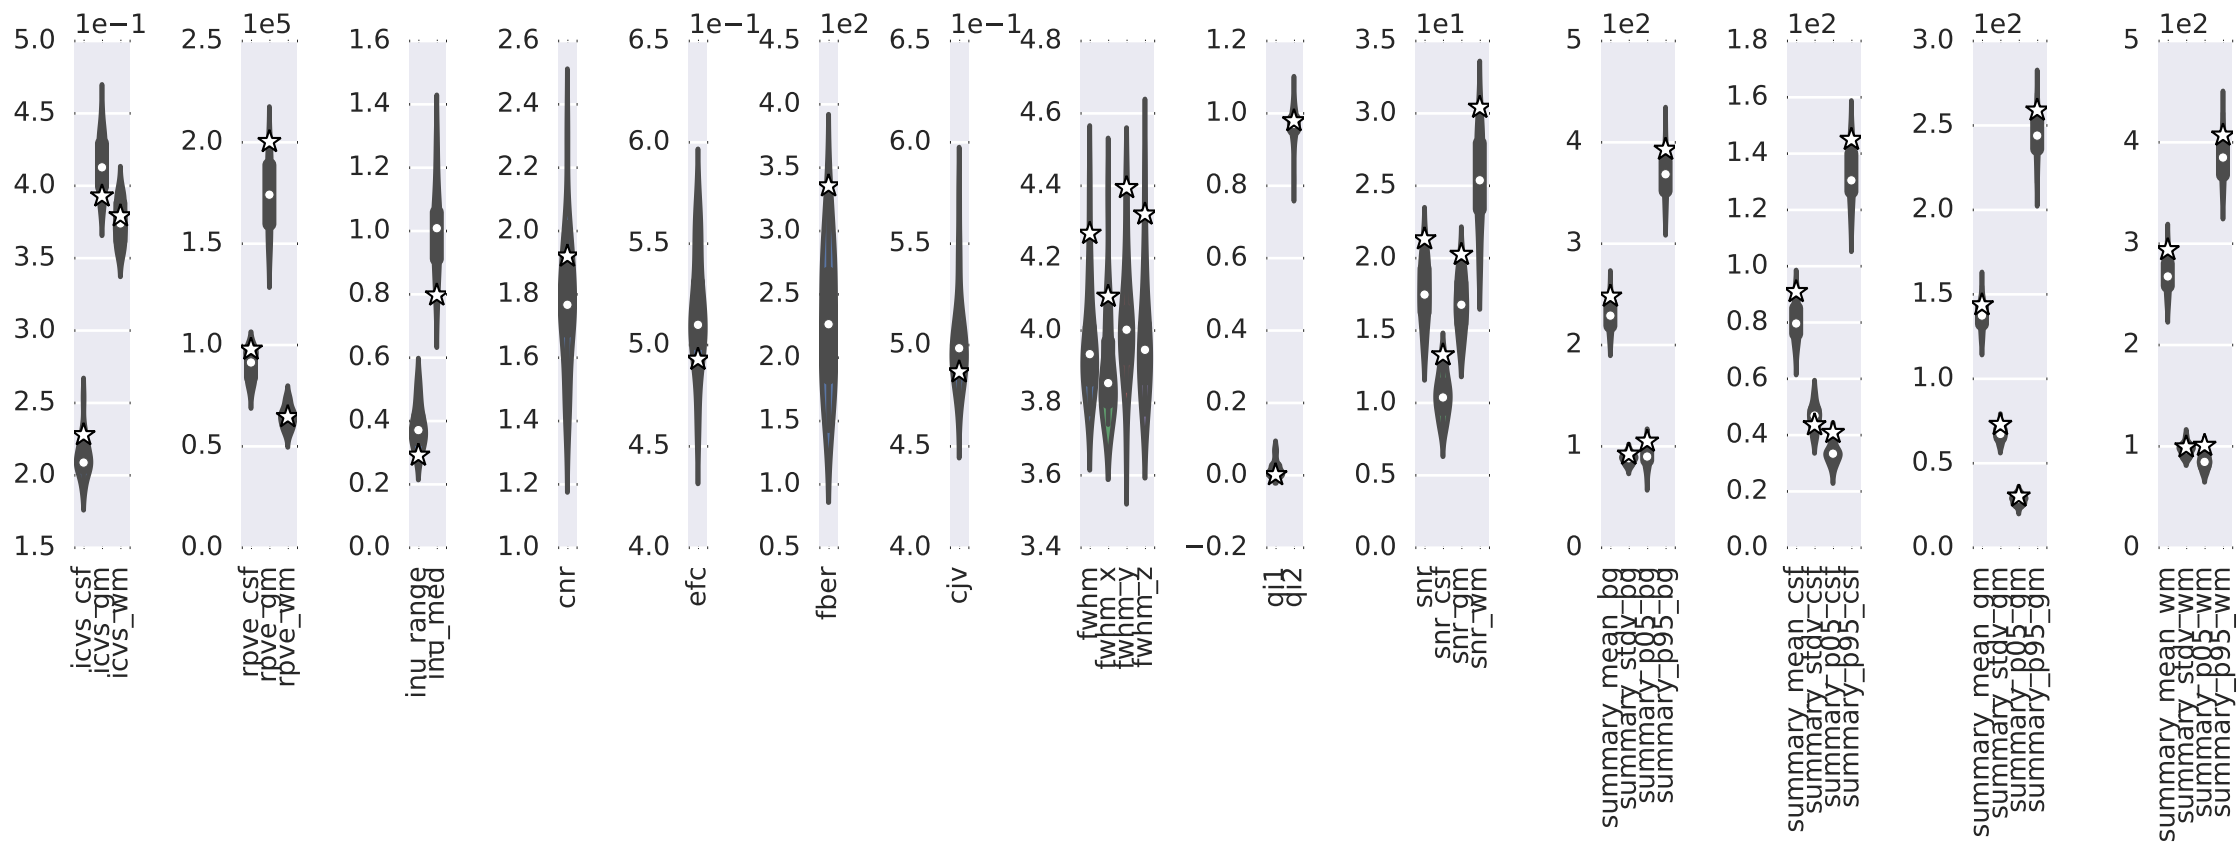 1e−1 1e5 1e−1 1e2 1e−1 1e1 1e2 1e2 1e2 1e2
5.0
4.5
4.0
3.5
3.0
2.5
2.0
1.5
icvs_csf
icvs_gm
icvs_wm
2.5
2.0
1.5
1.0
0.5
0.0
rpve_csf
rpve_gm
rpve_wm
1.6
1.4
1.2
1.0
0.8
0.6
0.4
0.2
0.0
inu_range
inu_med
2.6
2.4
2.2
2.0
1.8
1.6
1.4
1.2
1.0
cnr
6.5
6.0
5.5
5.0
4.5
4.0
efc
4.5
4.0
3.5
3.0
2.5
2.0
1.5
1.0
0.5
fber
6.5
6.0
5.5
5.0
4.5
4.0
cjv
4.8
4.6
4.4
4.2
4.0
3.8
3.6
3.4
fwhm
fwhm_x
fwhm_y
fwhm_z
1.2
1.0
0.8
0.6
0.4
0.2
0.0
−0.2
qi1
qi2
3.5
3.0
2.5
2.0
1.5
1.0
0.5
0.0
snr
snr_csf
snr_gm
snr_wm
5
4
3
2
1
0
summary_mean_bg
summary_stdv_bg
summary_p05_bg
summary_p95_bg
1.8
1.6
1.4
1.2
1.0
0.8
0.6
0.4
0.2
0.0
summary_mean_csf
summary_stdv_csf
summary_p05_csf
summary_p95_csf
3.0
2.5
2.0
1.5
1.0
0.5
0.0
summary_mean_gm
summary_stdv_gm
summary_p05_gm
summary_p95_gm
5
4
3
2
1
0
summary_mean_wm
summary_stdv_wm
summary_p05_wm
summary_p95_wm